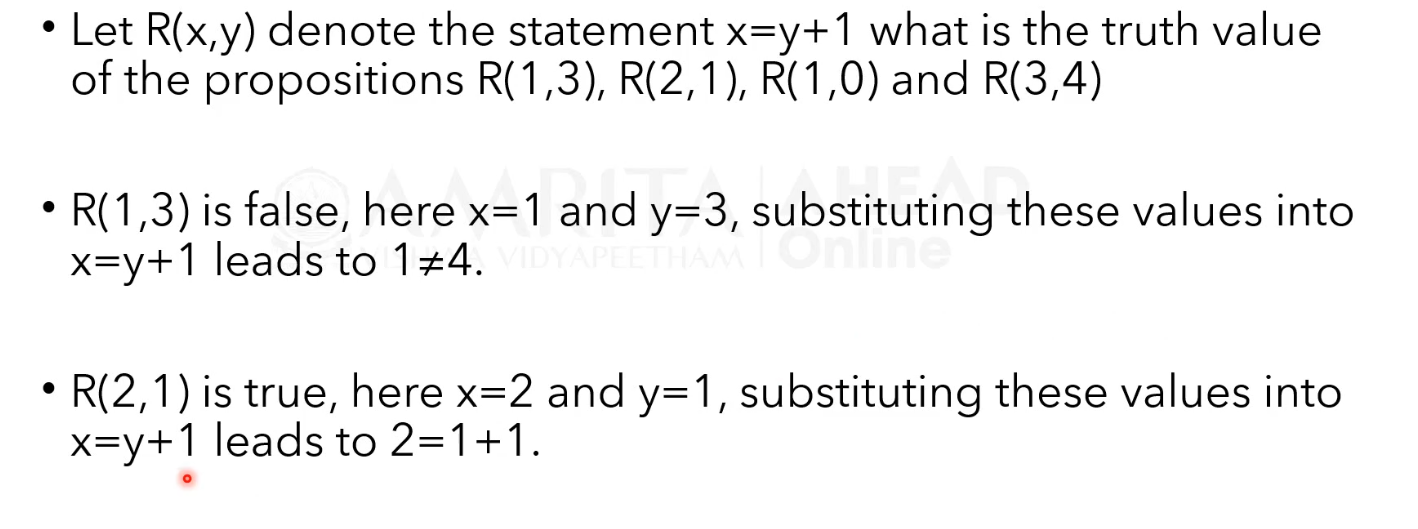 • Let R(x,y) denote the statement x=y+1 what is the truth value
of the propositions R(1,3), R(2,1), R(1,0) and R(3,4)
• R(1,3) is false, here x=1 and y=3, substituting these values into
x=y+1 leads to 1≠4.
AMRITA | AHEAD
VISHWA VIDYAPEETHAM | Online
• R(2,1) is true, here x=2 and y=1, substituting these values into
x=y+1 leads to 2=1+1.